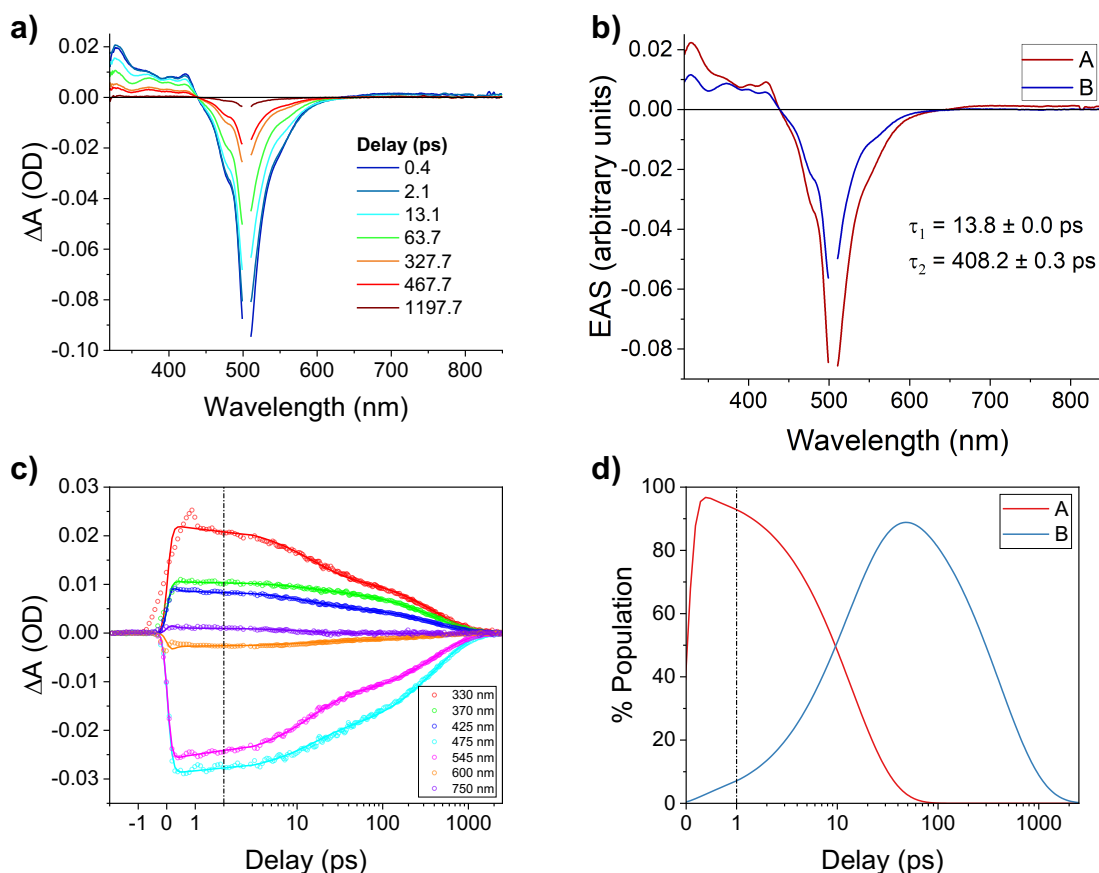 a)
0.02
0.00
-0.02
-0.04
-0.06
-0.08
-0.10
ΔA (OD)
Delay (ps)
0.4
2.1
13.1
63.7
327.7
467.7
1197.7
400 500 600 700 800
Wavelength (nm)
b)
0.02
0.00
-0.02
-0.04
-0.06
-0.08
EAS (arbitrary units)
A
B
τ1 = 13.8 ± 0.0 ps
τ2 = 408.2 ± 0.3 ps
400 500 600 700 800
Wavelength (nm)
c)
0.03
0.02
0.01
0.00
-0.01
-0.02
-0.03
ΔA (OD)
330 nm
370 nm
425 nm
475 nm
545 nm
600 nm
750 nm
-1 0 1 10 100 1000
Delay (ps)
d)
100
80
60
40
20
0
% Population
A
B
0 1 10 100 1000
Delay (ps)